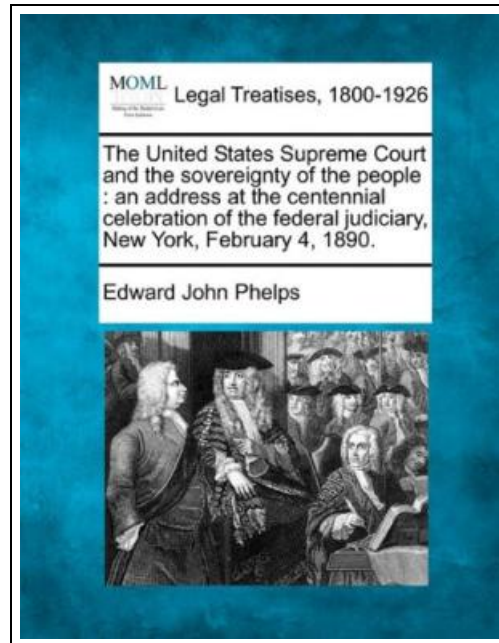 MOML
Legal Treatises, 1800-1926
The United States Supreme Court
and the sovereignty of the people
: an address at the centennial
celebration of the federal judiciary,
New York, February 4, 1890.
Edward John Phelps